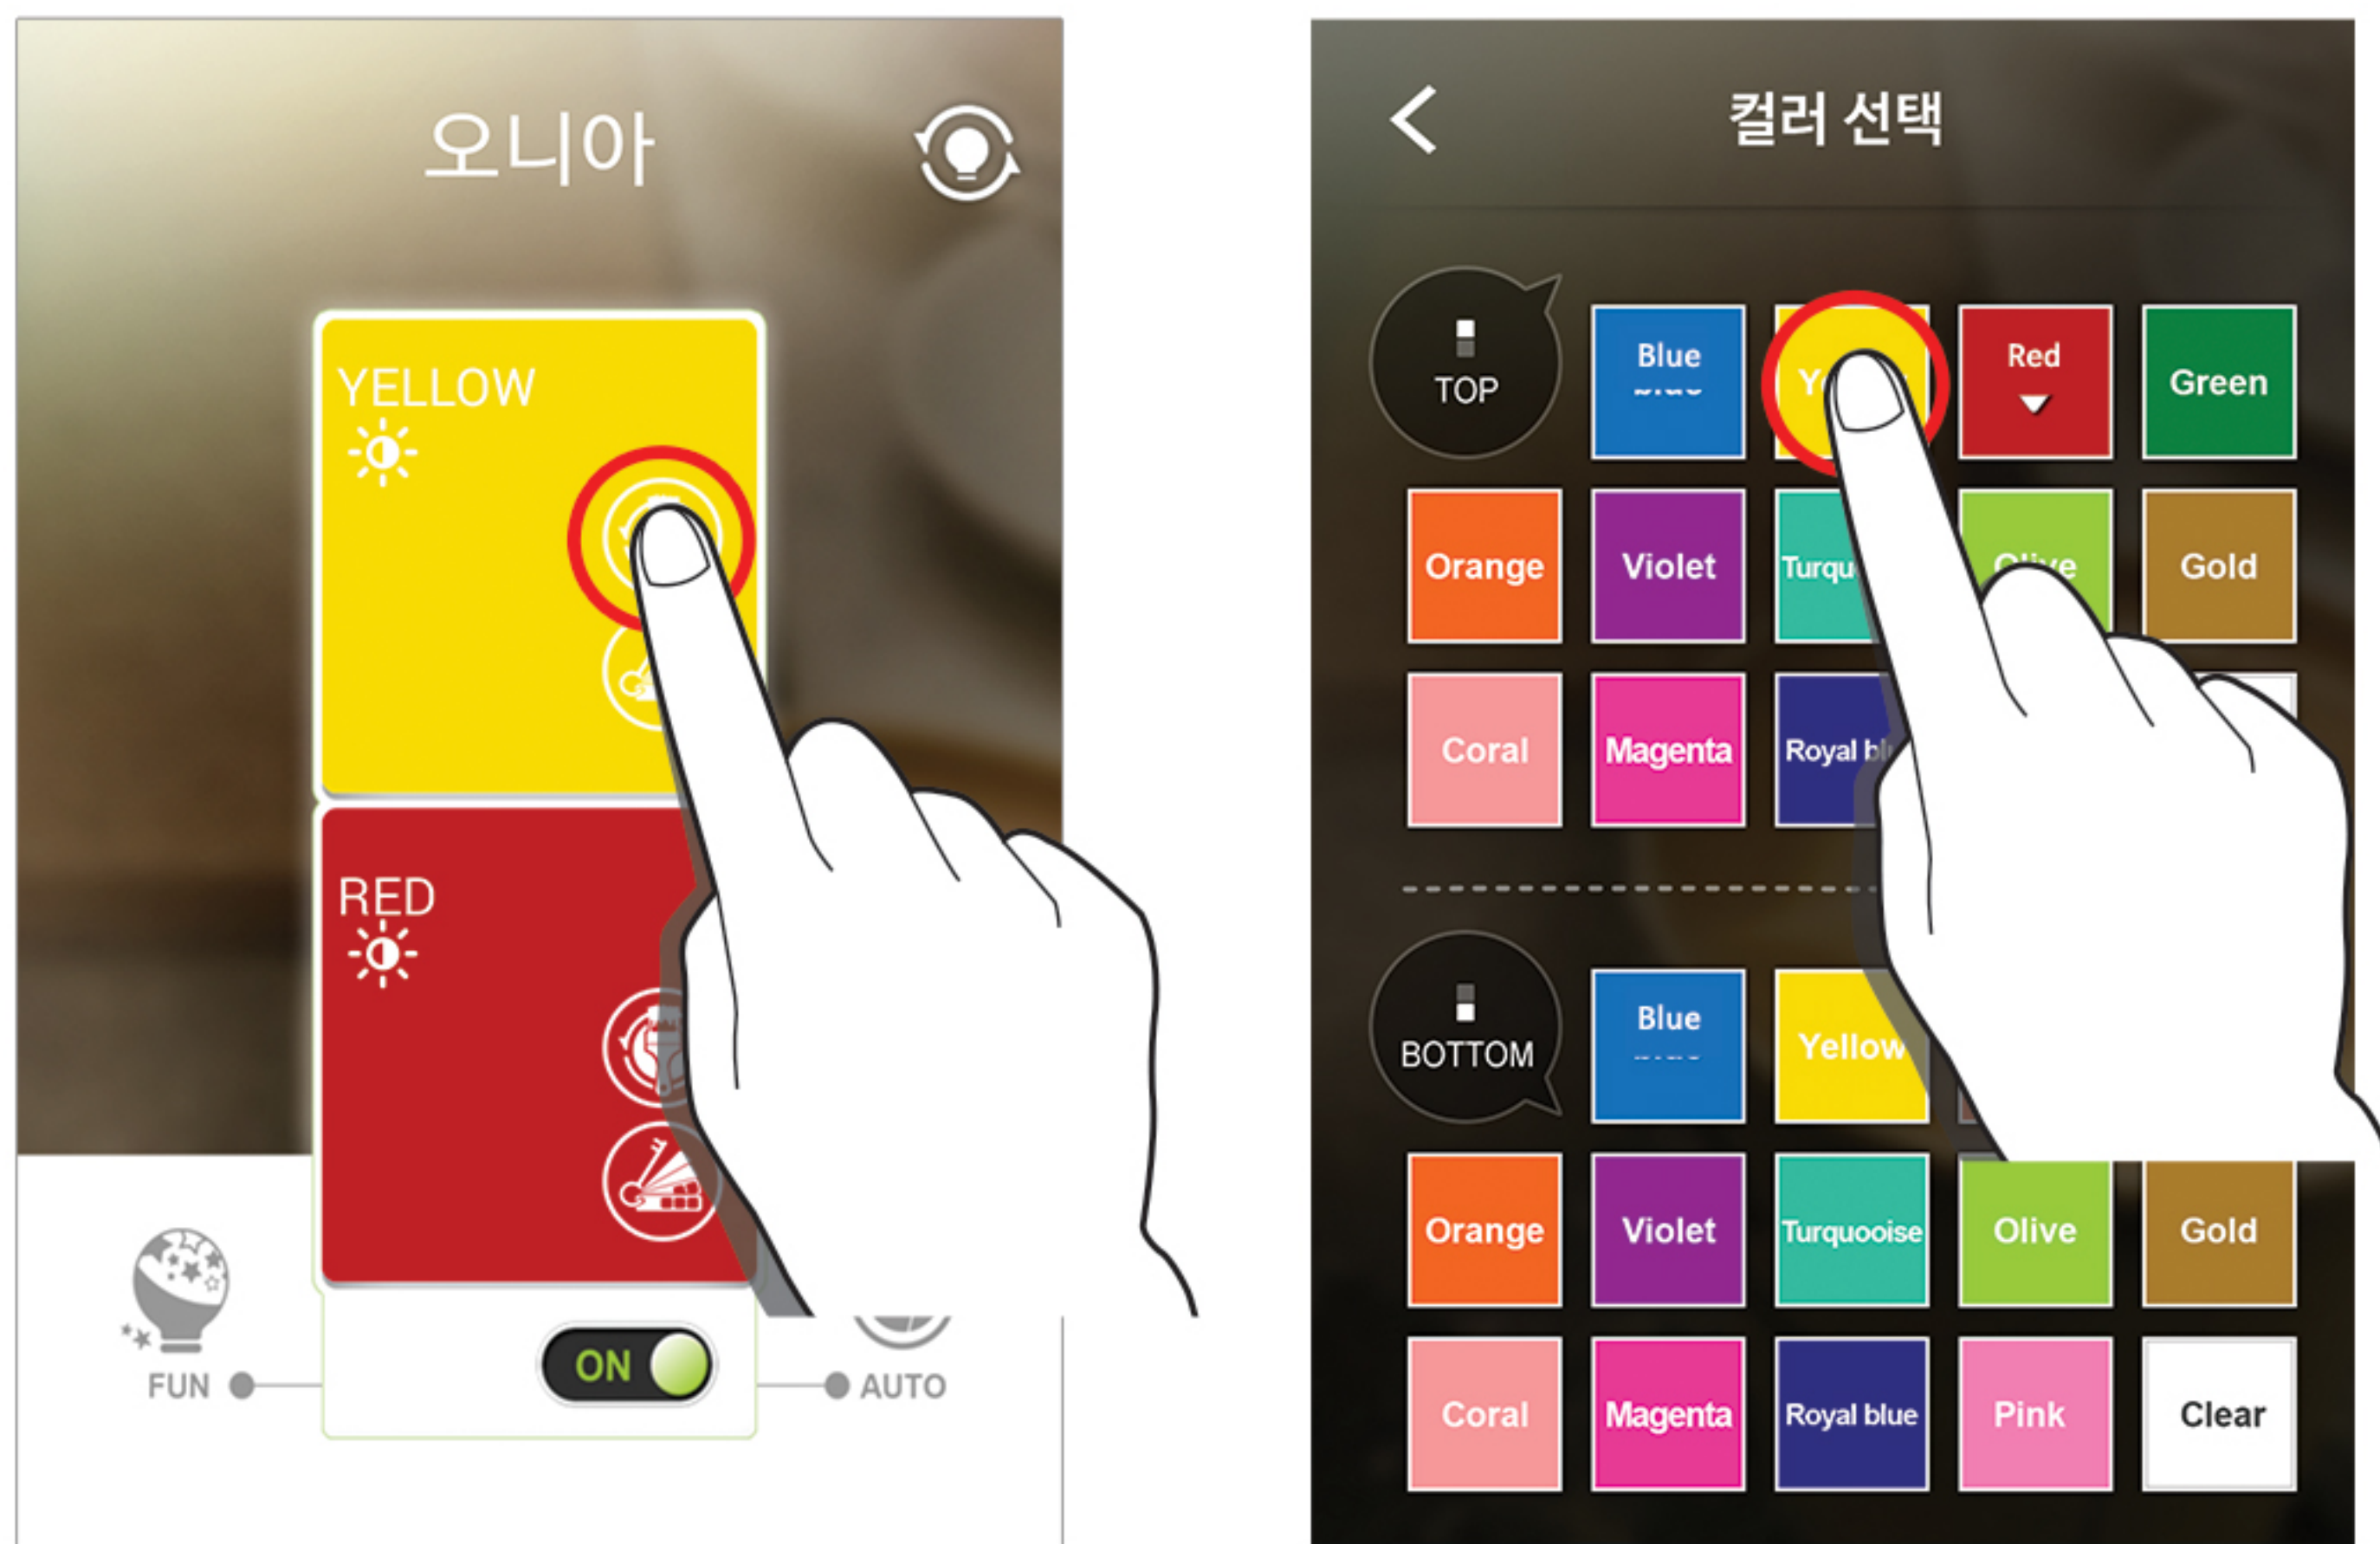 오니아
YELLOW
RED
ON
FUN
AUTO
컬러 선택
TOP
Blue
Red
Green
Orange
Violet
Gold
Coral
Magenta
BOTTOM
Blue
Yellow
Orange
Violet
Turquooise
Olive
Gold
Coral
Magenta
Royal blue
Pink
Clear